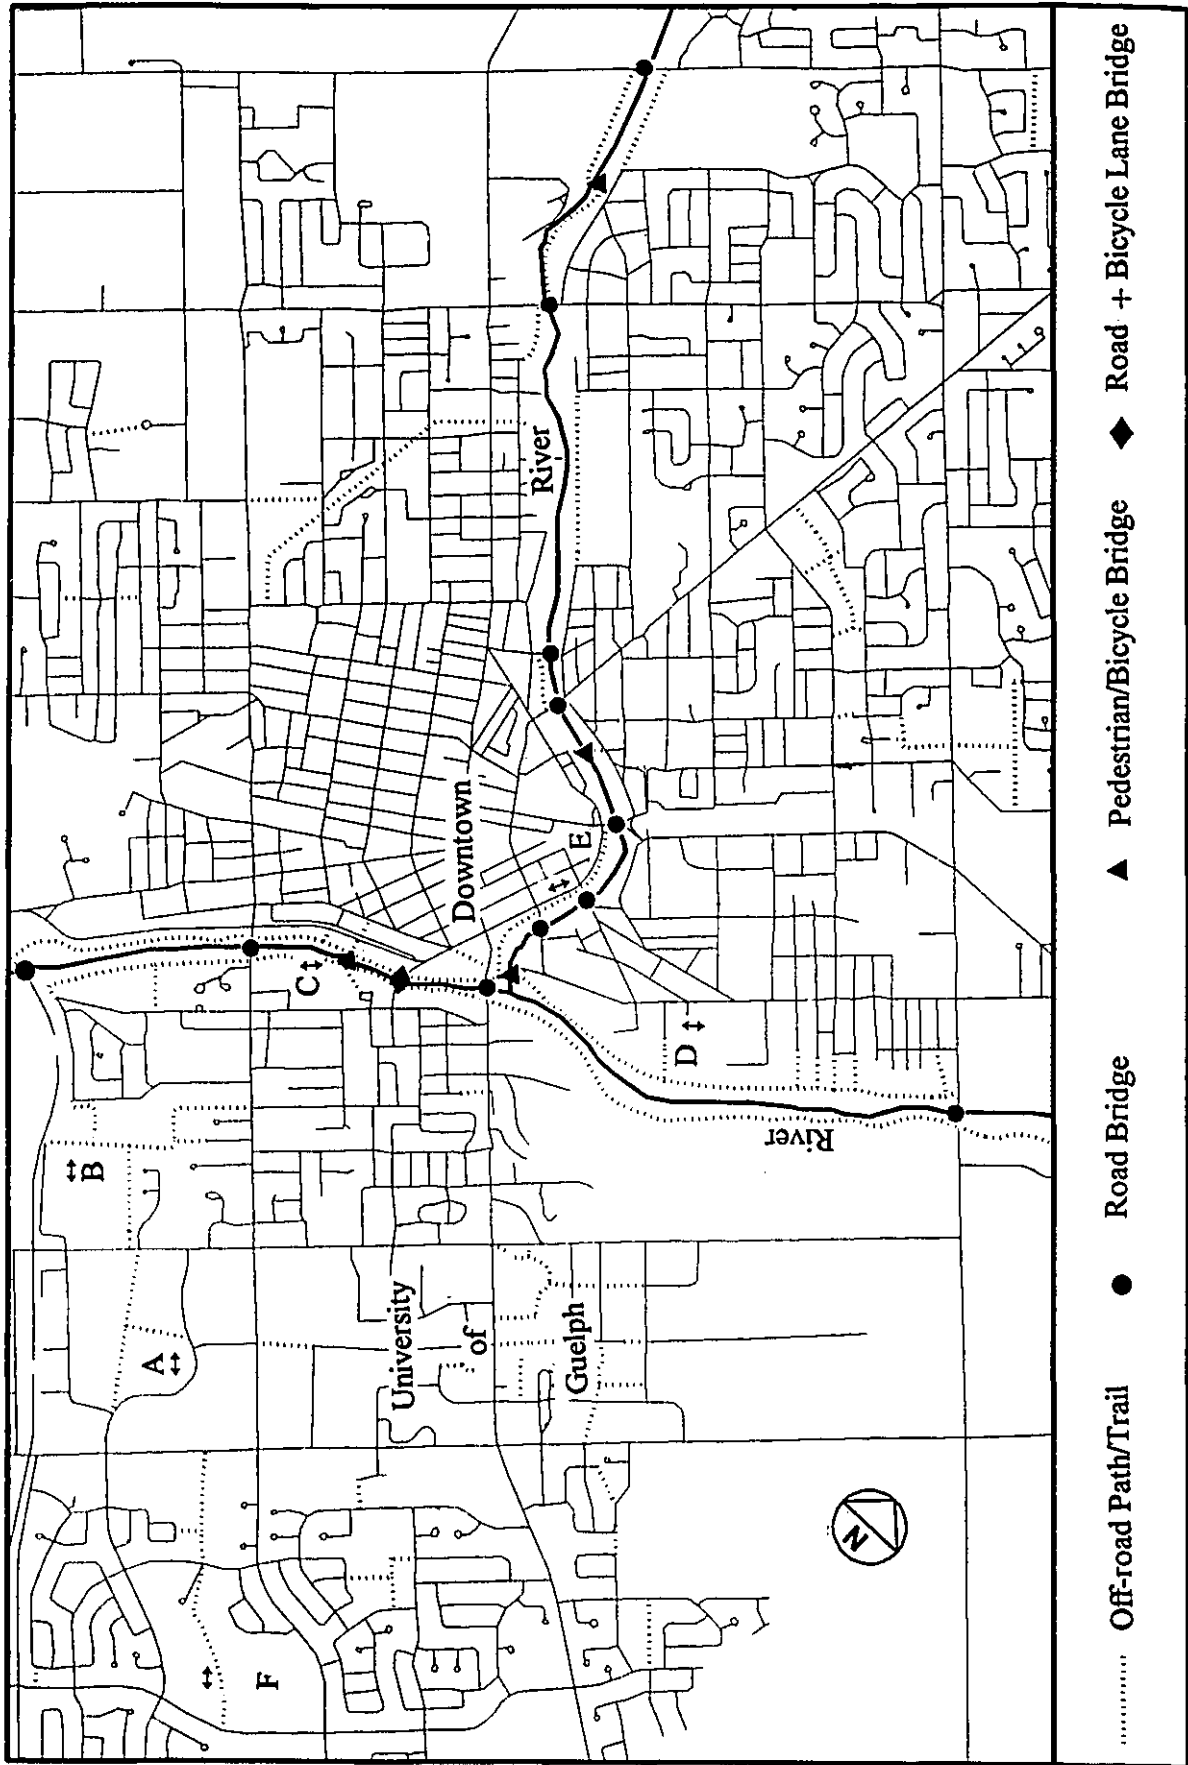 River
Downtown
E
C
D
River
B
A
University
of
Guelph
F
N
Off-road Path/Trail
Road Bridge
Pedestrian/Bicycle Bridge
Road + Bicycle Lane Bridge